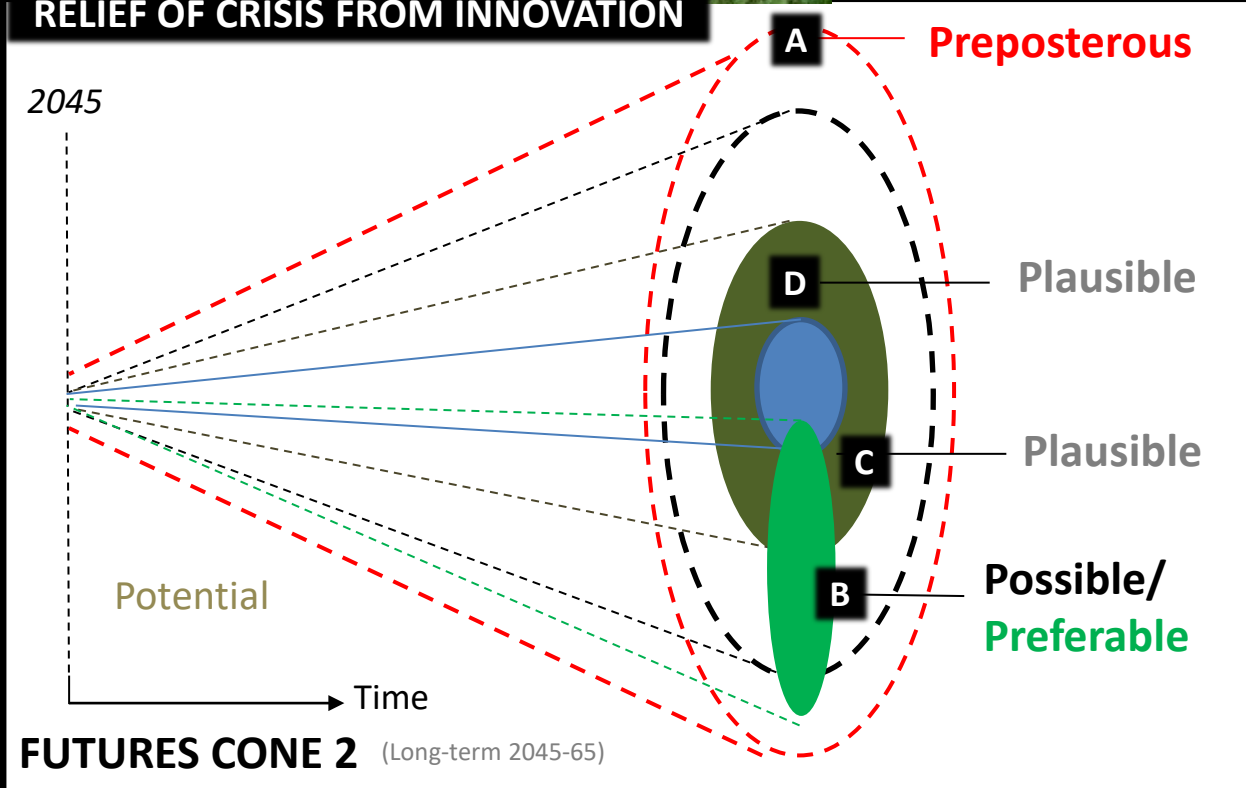 RELIEF OF CRISIS FROM INNOVATION
A
Preposterous
2045
D
Plausible
C
Plausible
Potential
B
Possible/
Preferable
Time
FUTURES CONE 2 (Long-term 2045-65)